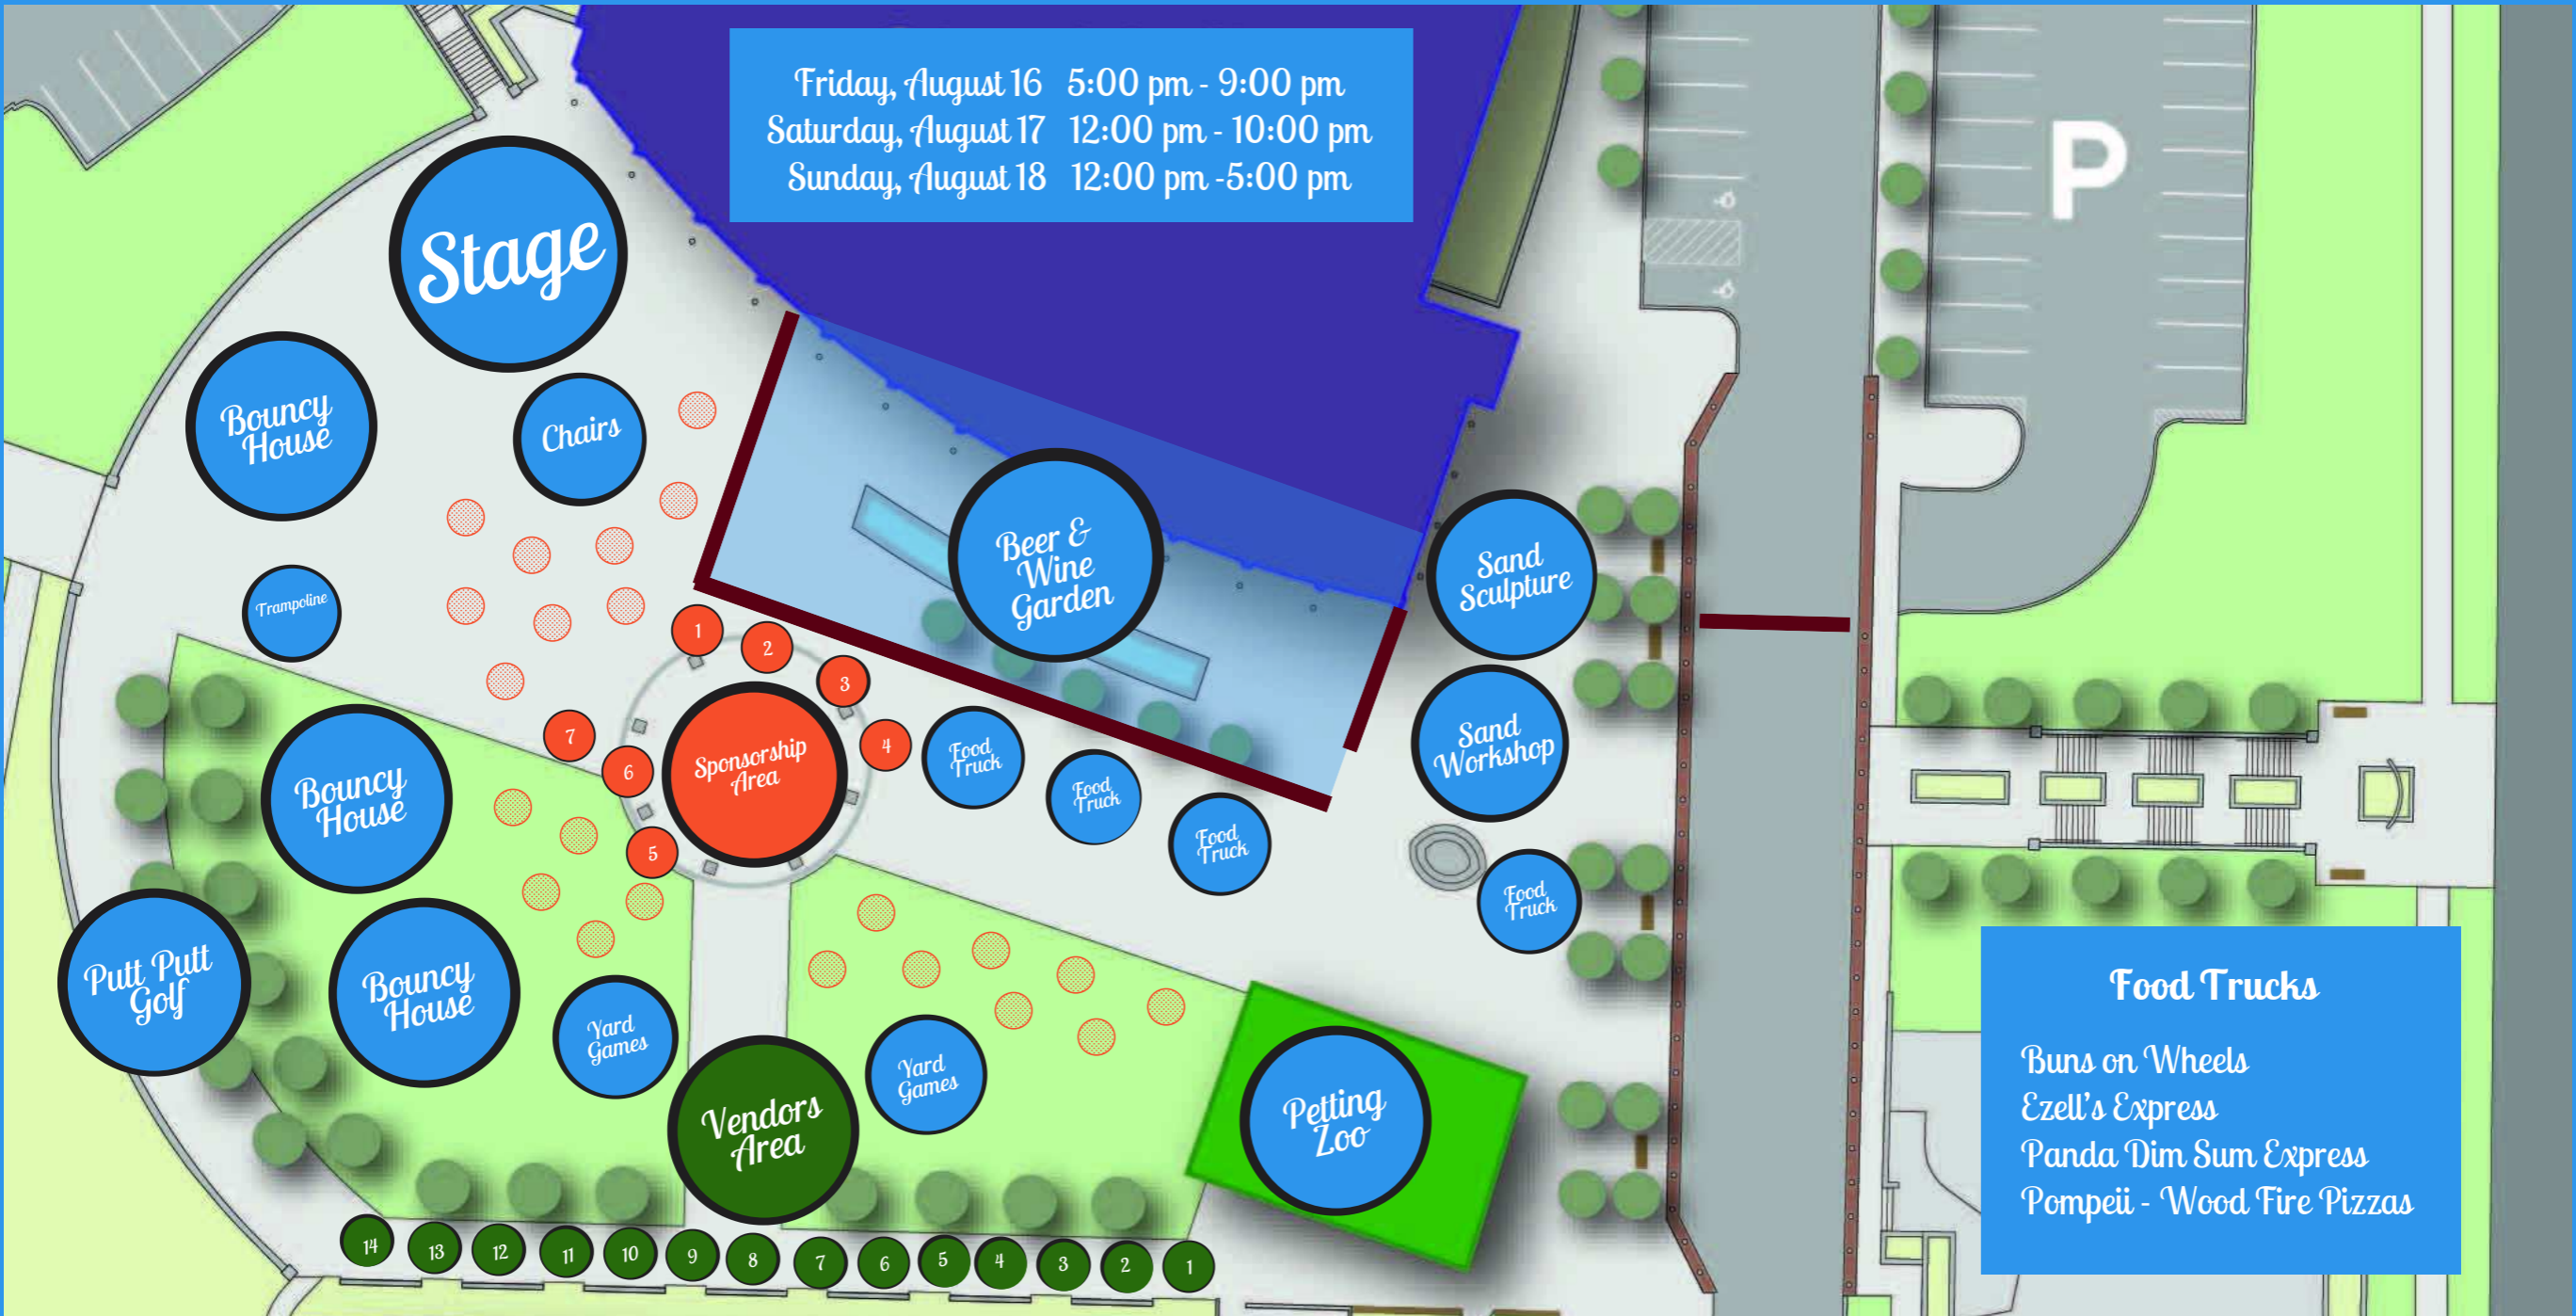 Friday, August 16 5:00 pm - 9:00 pm
Saturday, August 17 12:00 pm - 10:00 pm
Sunday, August 18 12:00 pm -5:00 pm
P
Stage
Bouncy
House
Chairs
Beer &
Wine
Garden
Sand
Sculpture
Trampoline
1
2
3
4
7
6
5
Sponsorship
Area
Food
Truck
Food
Truck
Food
Truck
Sand
Workshop
Food
Truck
Bouncy
House
Putt Putt
Golf
Bouncy
House
Yard
Games
Yard
Games
Vendors
Area
Petting
Zoo
14
13
12
11
10
9
8
7
6
5
4
3
2
1
Food Trucks
Buns on Wheels
Ezell's Express
Panda Dim Sum Express
Pompeii - Wood Fire Pizzas